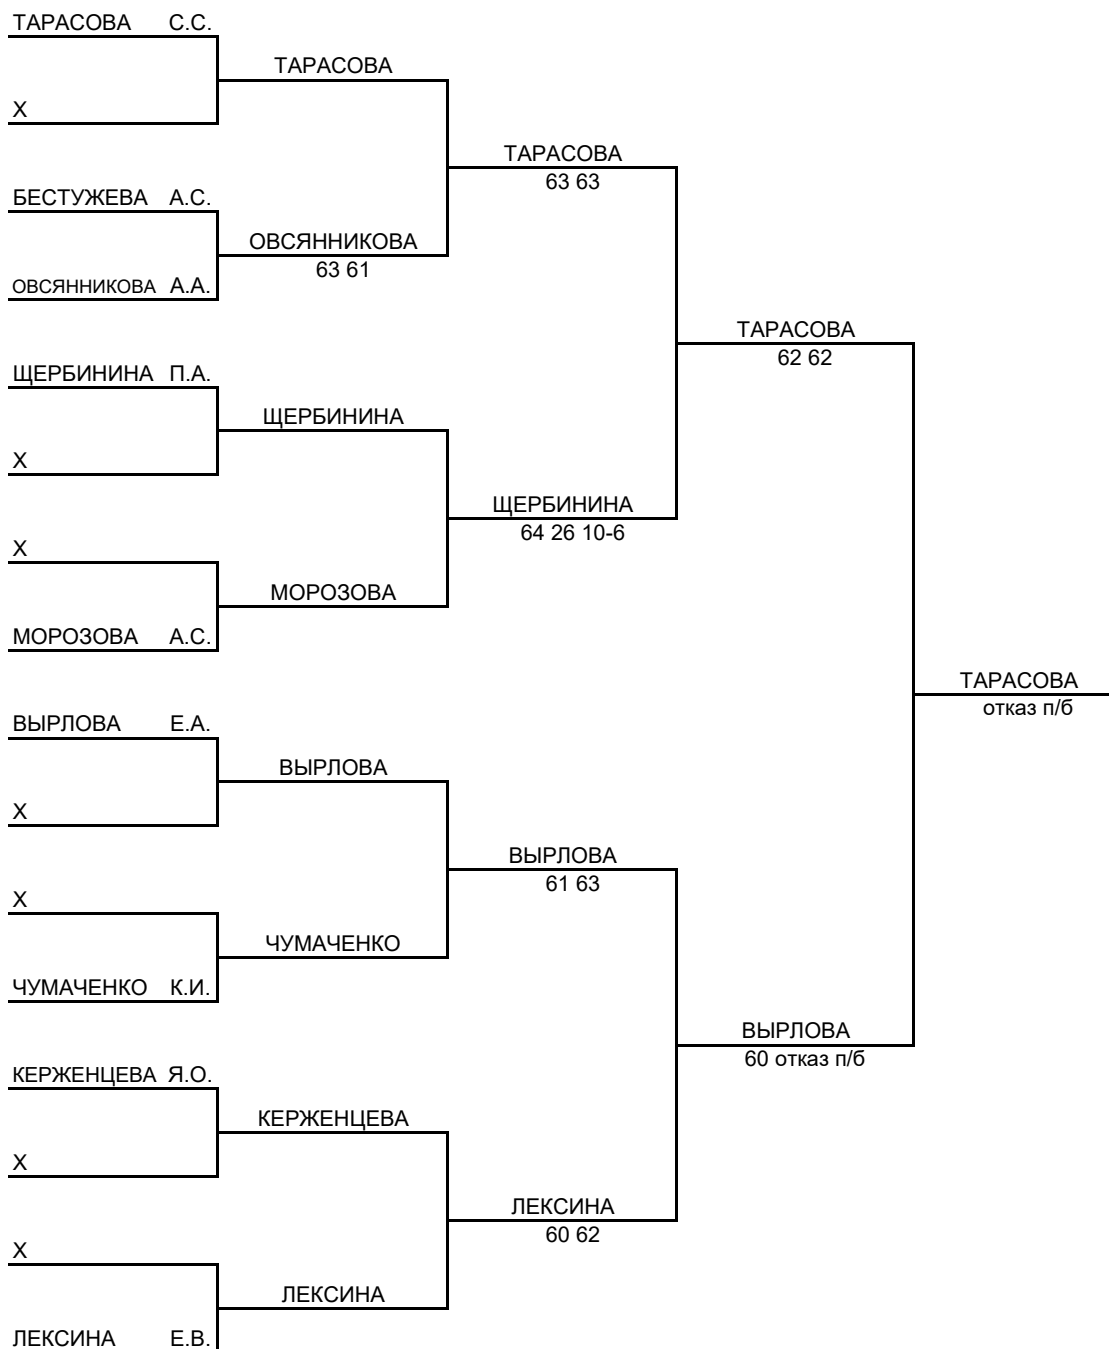 ТАРАСОВА С.С.
ТАРАСОВА
X
ТАРАСОВА
63 63
БЕСТУЖЕВА А.С.
ОВСЯННИКОВА
63 61
ОВСЯННИКОВА А.А.
ТАРАСОВА
62 62
ЩЕРБИНИНА П.А.
ЩЕРБИНИНА
X
ЩЕРБИНИНА
64 26 10-6
X
МОРОЗОВА
МОРОЗОВА А.С.
ТАРАСОВА
отказ п/б
ВЫРЛОВА Е.А.
ВЫРЛОВА
X
ВЫРЛОВА
61 63
X
ЧУМАЧЕНКО
ЧУМАЧЕНКО К.И.
ВЫРЛОВА
60 отказ п/б
КЕРЖЕНЦЕВА Я.О.
КЕРЖЕНЦЕВА
X
ЛЕКСИНА
60 62
X
ЛЕКСИНА
ЛЕКСИНА Е.В.